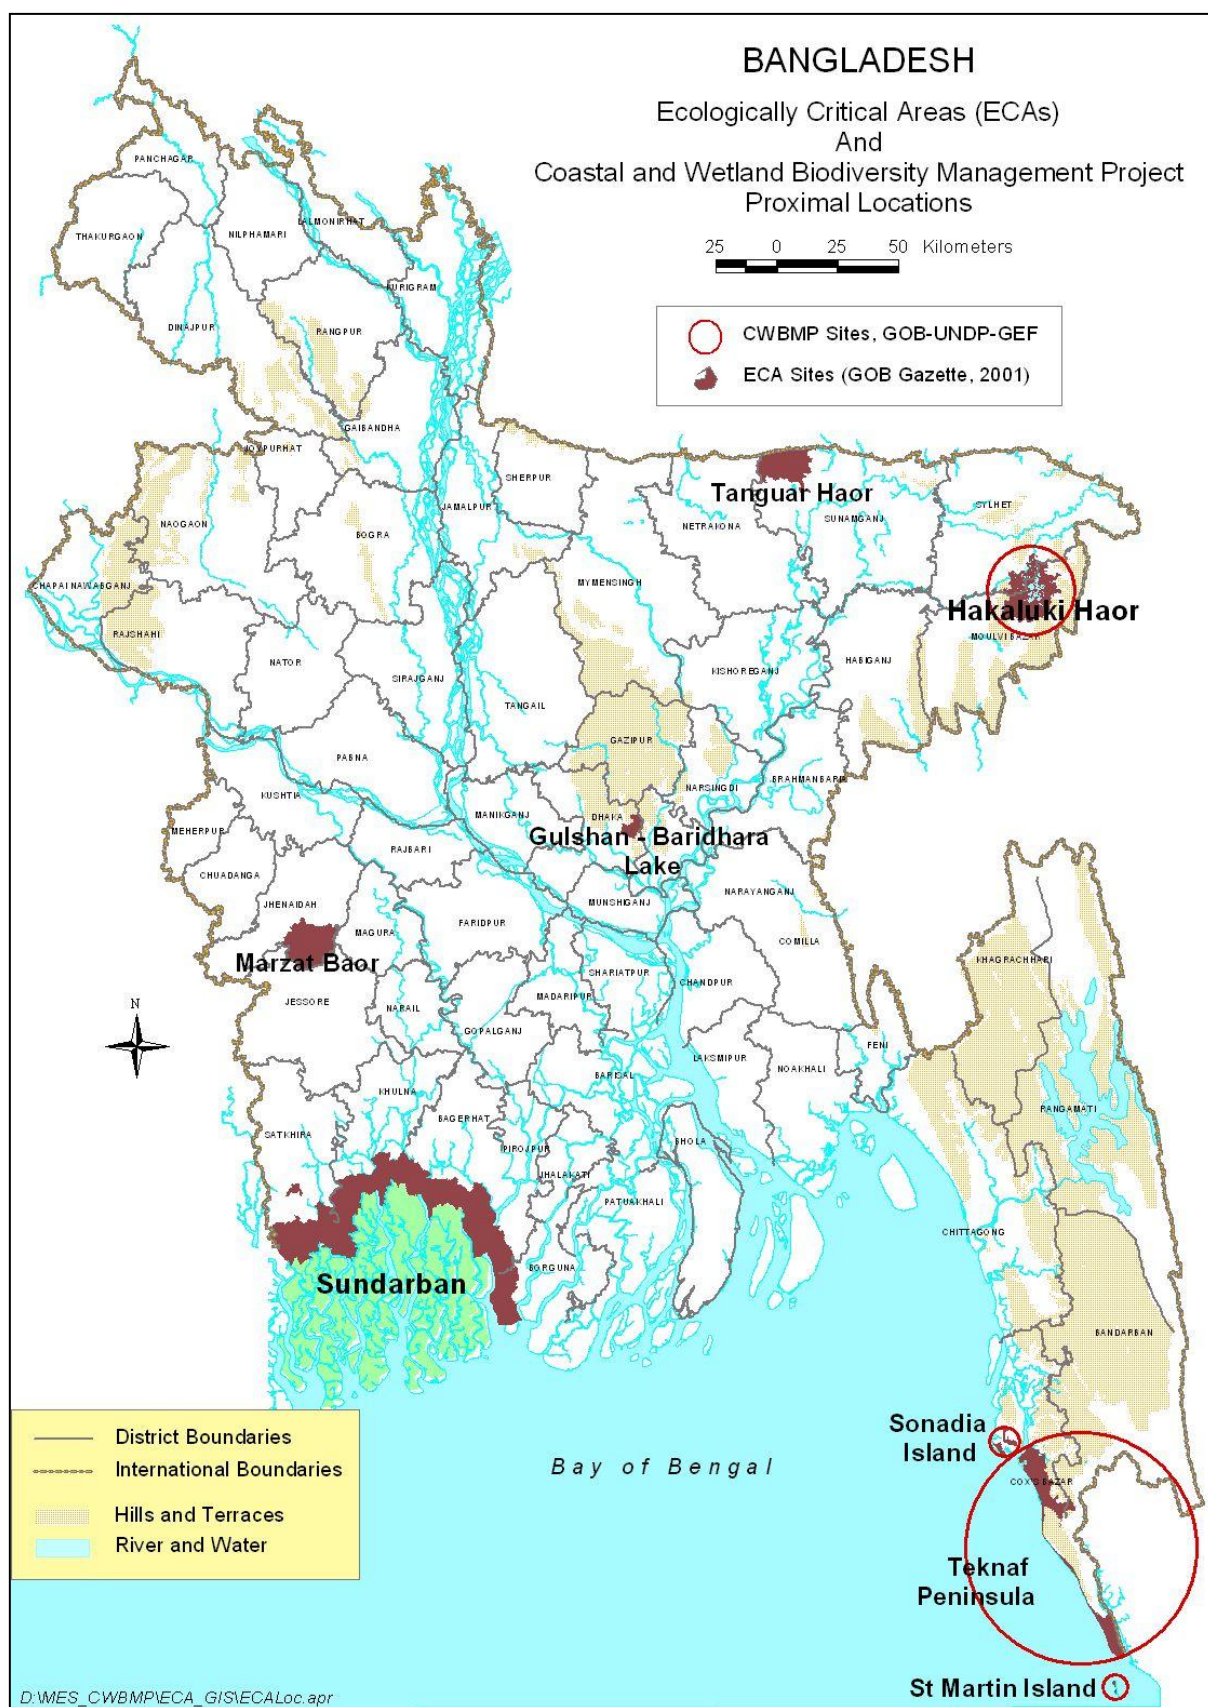 BANGLADESH
Ecologically Critical Areas (ECAs)
And
Coastal and Wetland Biodiversity Management Project
Proximal Locations
25 0 25 50 Kilometers
CWBMP Sites, GOB-UNDP-GEF
ECA Sites (GOB Gazette, 2001)
PANCHAGAR
THAKURGAON
NILPHAMARI
LALMONIRHAT
KURIGRAM
DINAJPUR
RANGPUR
GAIBANDHA
JOYPURHAT
SHERPUR
Tanguar Haor
NAOGAON
BOGRA
JAMALPUR
NETRAKONA
SUNAMGANJ
SYLHET
CHAPAI NAWABGANJ
MYMENSINGH
Hakaluki Haor
RAJSHAHI
MOULVI BAZAR
NATOR
SIRAJGANJ
KISHOREGANJ
HABIGANJ
TANGAIL
GAZIPUR
PABNA
KUSHTIA
NARSINGDI
BRAHMANBARIA
MEHERPUR
MANIKGANJ
DHAKA
Gulshan - Baridhara
Lake
RAJBARI
CHUADANGA
JHENAIDAH
MUNSHIGANJ
NARAYANGANJ
MAGURA
FARIDPUR
COMILLA
Marzat Baor
KHAGRACHHARI
SHARIATPUR
CHANDPUR
JESSORE
MADARIPUR
NARAIL
GOPALGANJ
N
LAKSMIPUR
NOAKHALI
FENI
BARISAL
KHULNA
BAGERHAT
RANGAMATI
SATKHIRA
PIROJPUR
BHOLA
JHALAKATI
PATUAKHALI
CHITTAGONG
BORGUNA
Sundarban
BANDARBAN
Sonadia
Island
District Boundaries
International Boundaries
Hills and Terraces
River and Water
Bay of Bengal
COX'S BAZAR
Teknaf
Peninsula
St Martin Island
D:\MES_CWBMP\ECA_GIS\ECALoc.apr